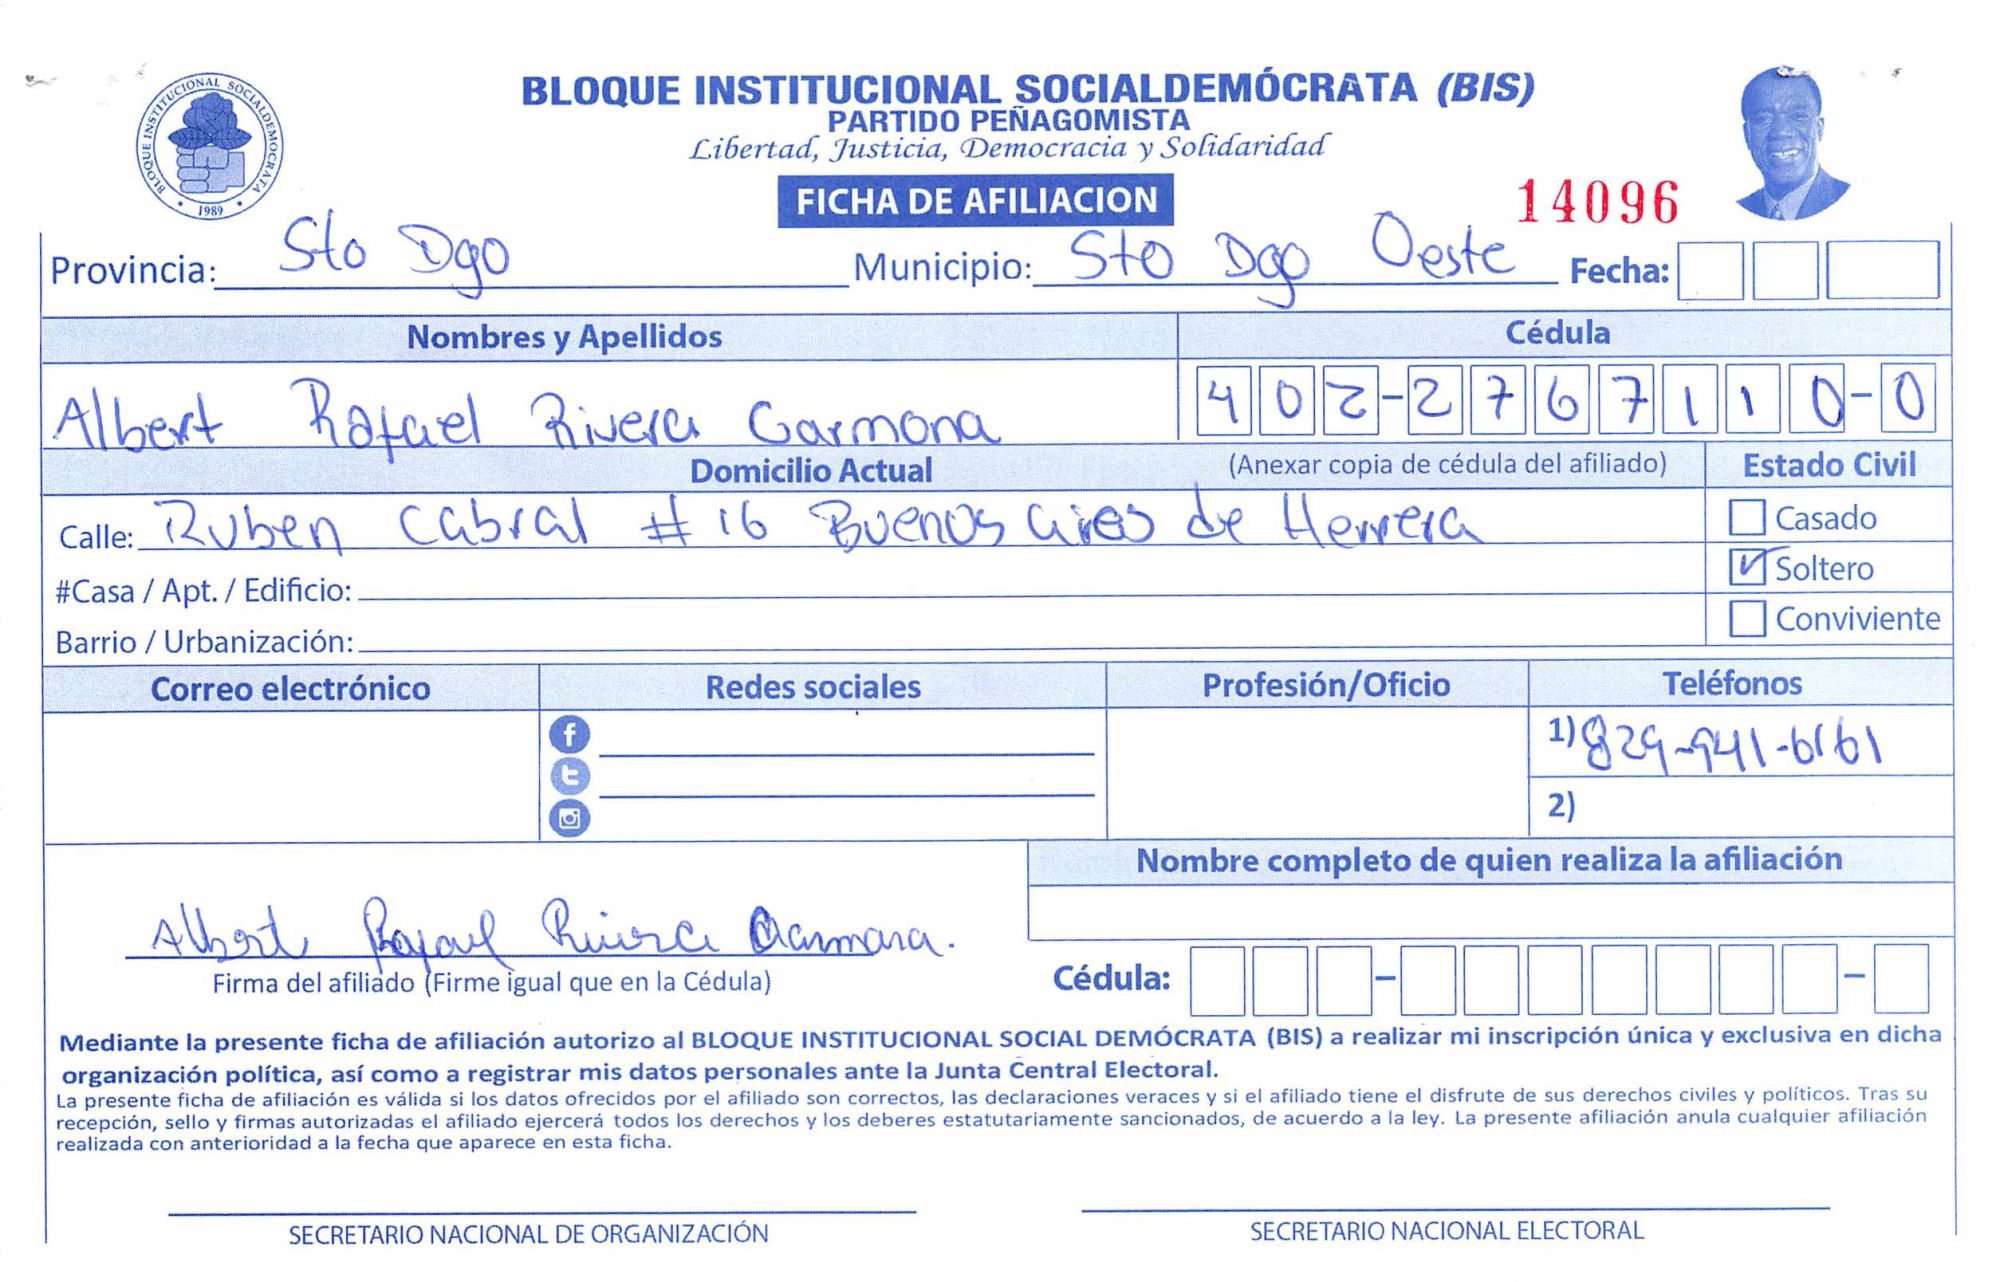 BLOQUE INSTITUCIONAL SOCIALDEMÓCRATA
1989
BLOQUE INSTITUCIONAL SOCIALDEMÓCRATA (BIS)
PARTIDO PEÑAGOMISTA
Libertad, Justicia, Democracia y Solidaridad
FICHA DE AFILIACION
14096
Provincia: Sto Dgo Municipio: Sto Dgo Oeste Fecha:
Nombres y Apellidos Cédula
Albert Rafael Rivera Carmona 402-2767110-0
Domicilio Actual (Anexar copia de cédula del afiliado) Estado Civil
Calle: Ruben Cabral # 16 Buenos Aires de Herrera Casado
#Casa / Apt. / Edificio: Soltero
Barrio / Urbanización: Conviviente
Correo electrónico Redes sociales Profesión/Oficio Teléfonos
1) 829-941-6161
2)
Nombre completo de quien realiza la afiliación
Albert Rafael Rivera Carmona.
Firma del afiliado (Firme igual que en la Cédula) Cédula:
Mediante la presente ficha de afiliación autorizo al BLOQUE INSTITUCIONAL SOCIAL DEMÓCRATA (BIS) a realizar mi inscripción única y exclusiva en dicha
organización política, así como a registrar mis datos personales ante la Junta Central Electoral.
La presente ficha de afiliación es válida si los datos ofrecidos por el afiliado son correctos, las declaraciones veraces y si el afiliado tiene el disfrute de sus derechos civiles y políticos. Tras su
recepción, sello y firmas autorizadas el afiliado ejercerá todos los derechos y los deberes estatutariamente sancionados, de acuerdo a la ley. La presente afiliación anula cualquier afiliación
realizada con anterioridad a la fecha que aparece en esta ficha.
SECRETARIO NACIONAL DE ORGANIZACIÓN SECRETARIO NACIONAL ELECTORAL